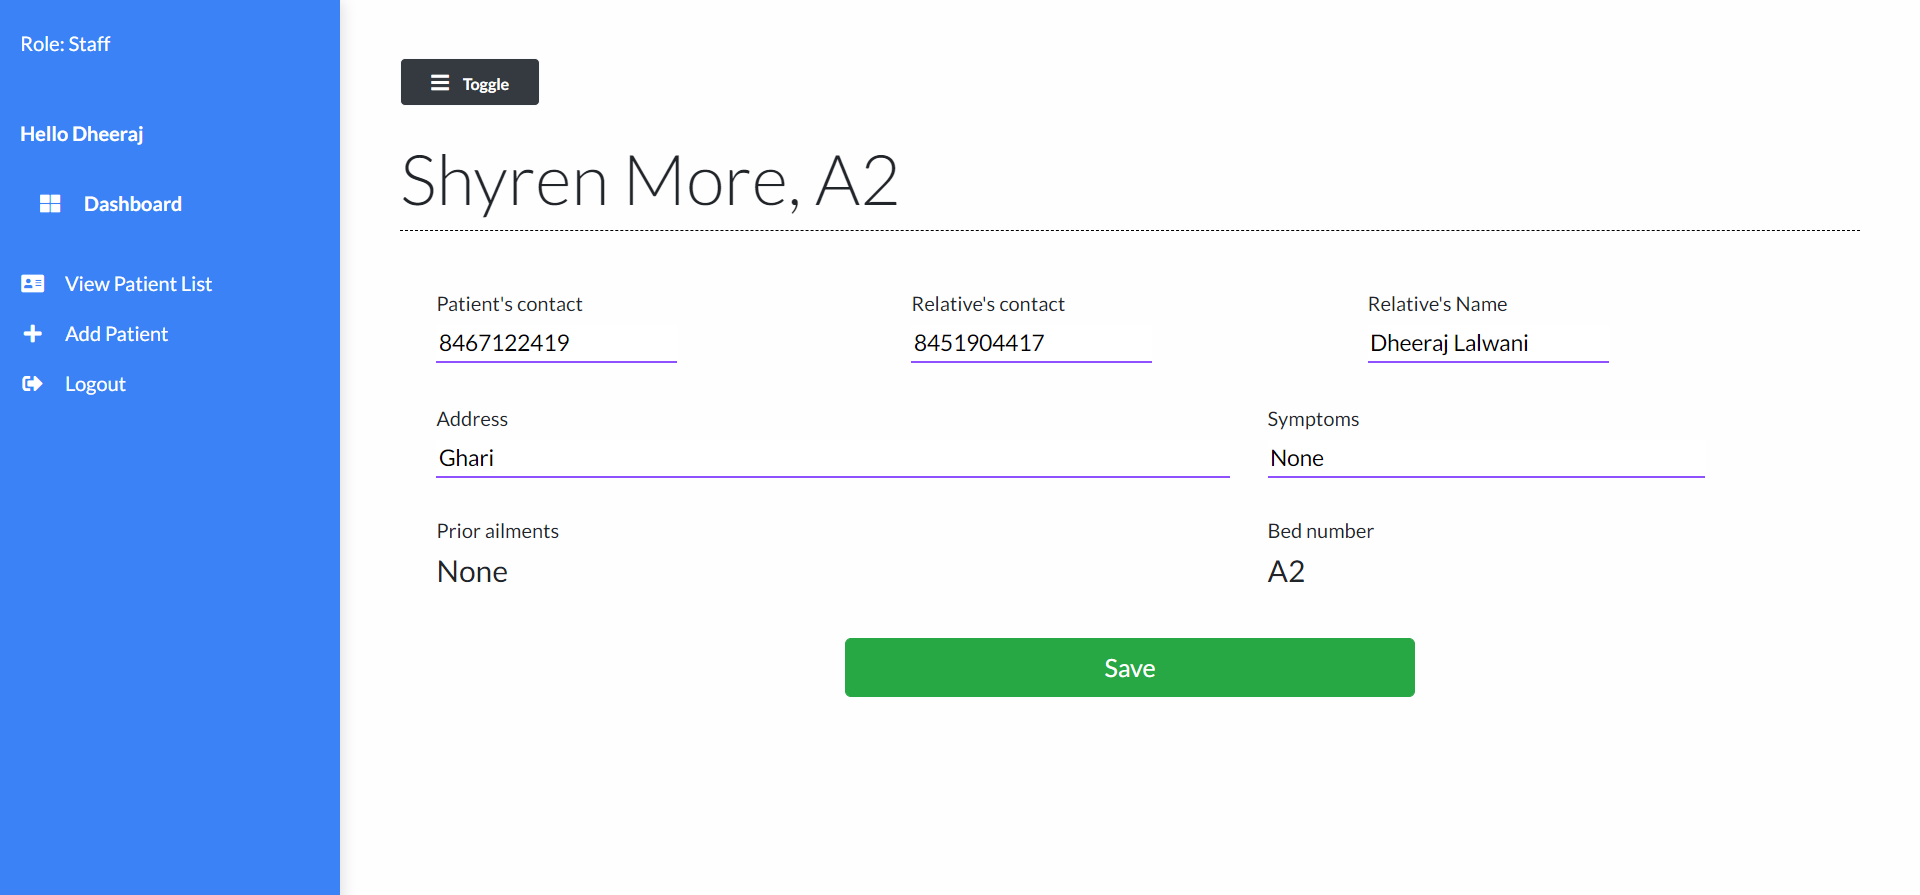 Role: Staff
Hello Dheeraj
Dashboard
View Patient List
Add Patient
Logout
Toggle
Shyren More, A2
Patient's contact
8467122419
Relative's contact
8451904417
Relative's Name
Dheeraj Lalwani
Address
Ghari
Symptoms
None
Prior ailments
None
Bed number
A2
Save